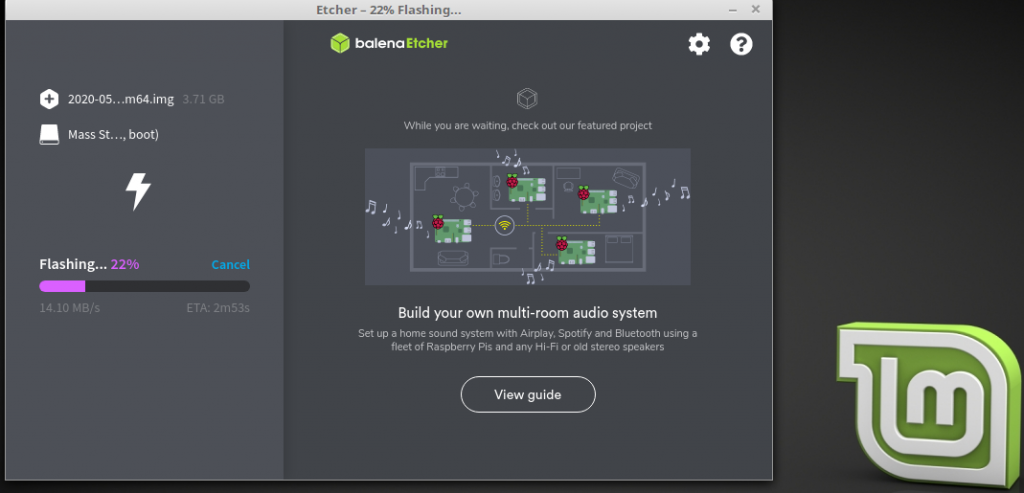 Etcher – 22% Flashing...
balenaEtcher
2020-05...m64.img 3.71 GB
Mass St..., boot)
Flashing... 22% Cancel
14.10 MB/s ETA: 2m53s
While you are waiting, check out our featured project
Build your own multi-room audio system
Set up a home sound system with Airplay, Spotify and Bluetooth using a
fleet of Raspberry Pis and any Hi-Fi or old stereo speakers
View guide